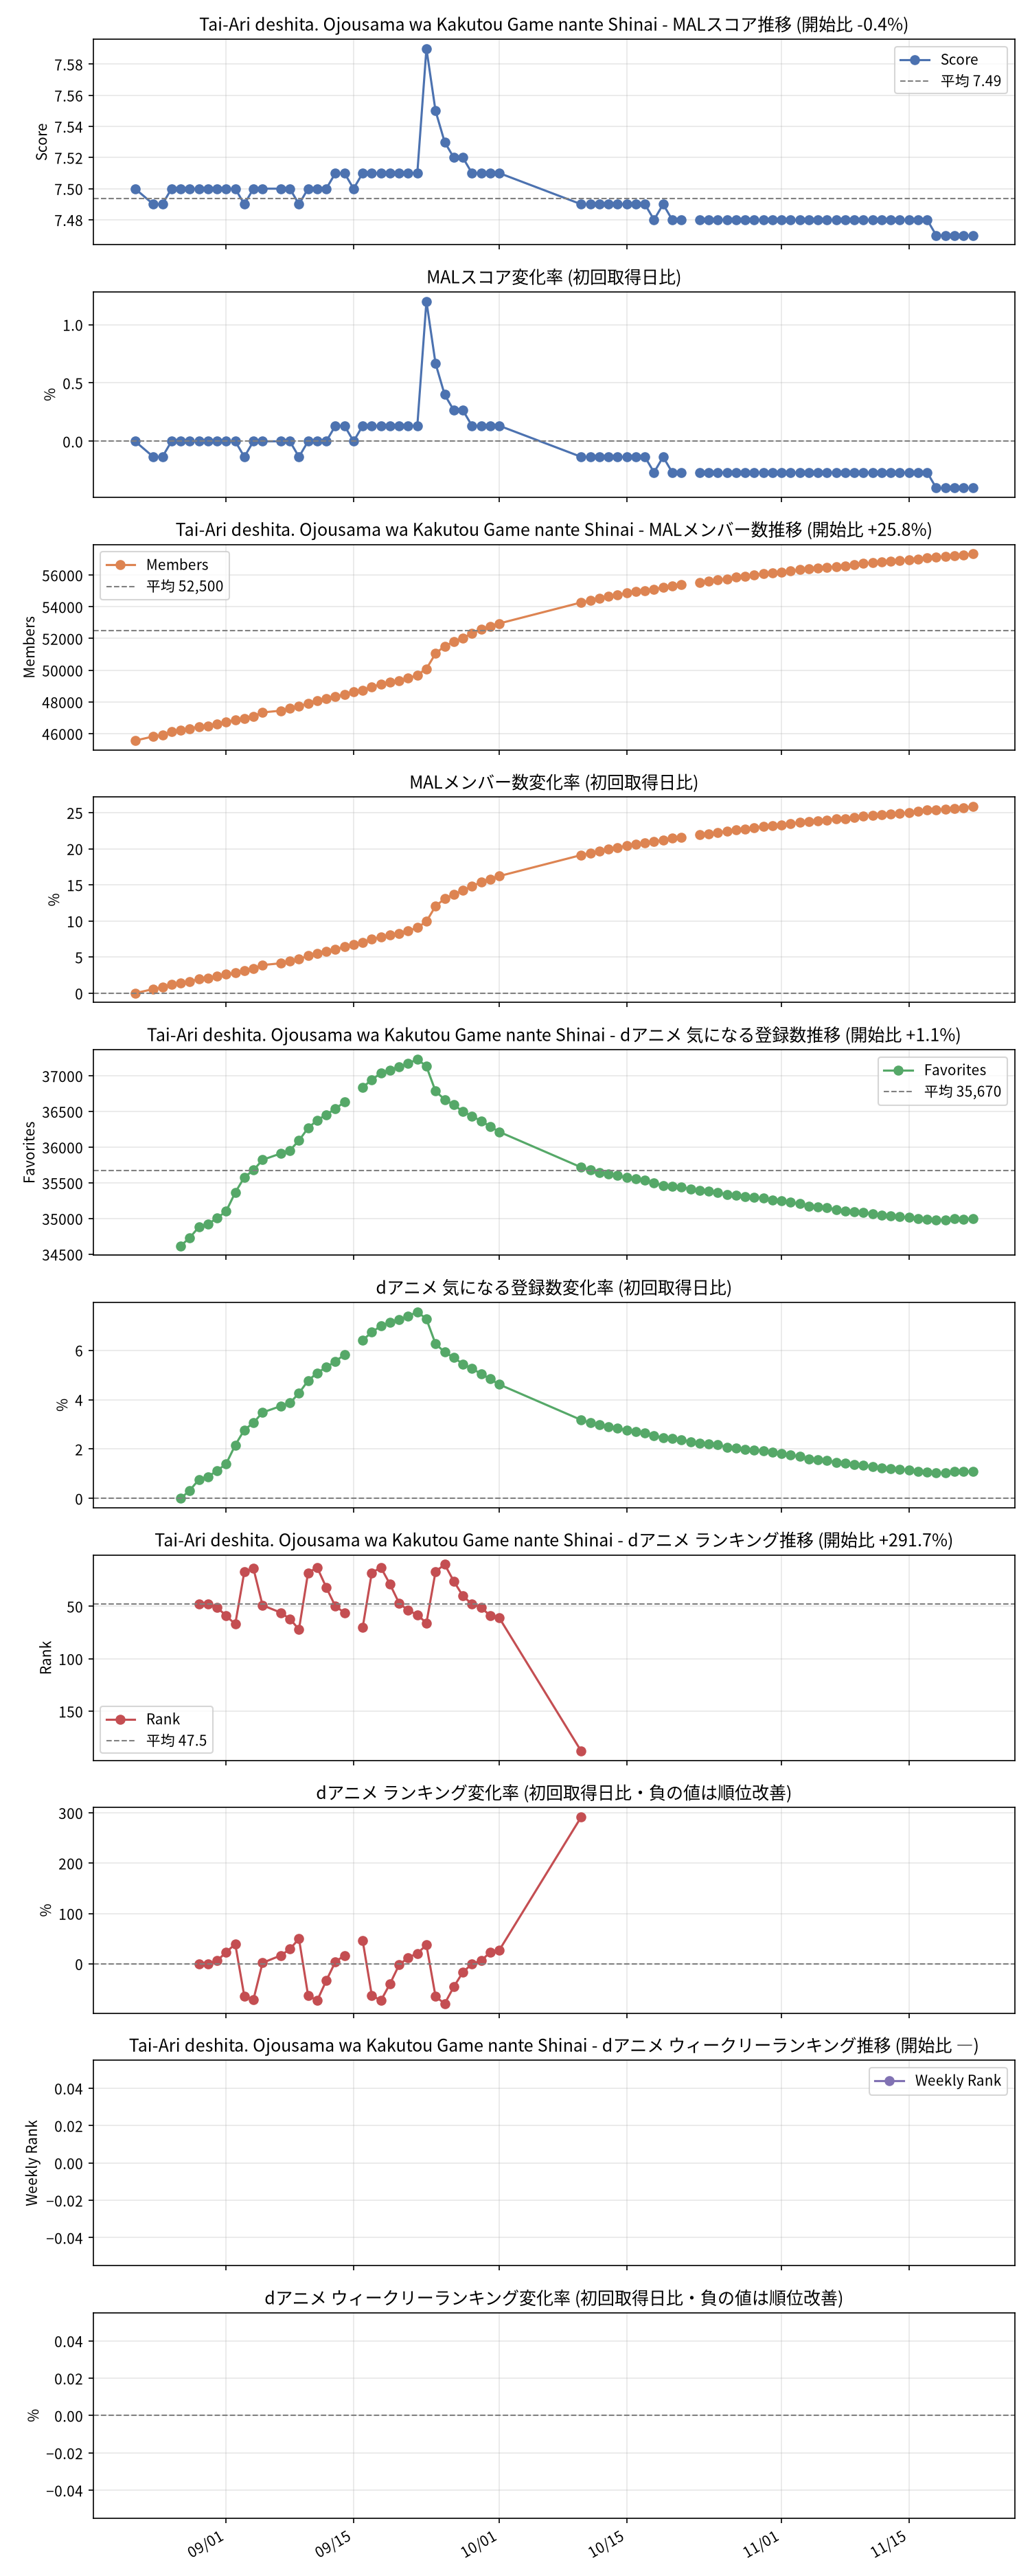 Tai-Ari deshita. Ojousama wa Kakutou Game nante Shinai - MALスコア推移 (開始比 -0.4%)
7.58
7.56
7.54
7.52
7.50
7.48
Score
Score
平均 7.49
MALスコア変化率 (初回取得日比)
1.0
0.5
0.0
%
Tai-Ari deshita. Ojousama wa Kakutou Game nante Shinai - MALメンバー数推移 (開始比 +25.8%)
56000
54000
52000
50000
48000
46000
Members
Members
平均 52,500
MALメンバー数変化率 (初回取得日比)
25
20
15
10
5
0
%
Tai-Ari deshita. Ojousama wa Kakutou Game nante Shinai - dアニメ 気になる登録数推移 (開始比 +1.1%)
37000
36500
36000
35500
35000
34500
Favorites
Favorites
平均 35,670
dアニメ 気になる登録数変化率 (初回取得日比)
6
4
2
0
%
Tai-Ari deshita. Ojousama wa Kakutou Game nante Shinai - dアニメ ランキング推移 (開始比 +291.7%)
50
100
150
Rank
Rank
平均 47.5
dアニメ ランキング変化率 (初回取得日比・負の値は順位改善)
300
200
100
0
%
Tai-Ari deshita. Ojousama wa Kakutou Game nante Shinai - dアニメ ウィークリーランキング推移 (開始比 —)
0.04
0.02
0.00
−0.02
−0.04
Weekly Rank
Weekly Rank
dアニメ ウィークリーランキング変化率 (初回取得日比・負の値は順位改善)
0.04
0.02
0.00
−0.02
−0.04
%
09/01
09/15
10/01
10/15
11/01
11/15